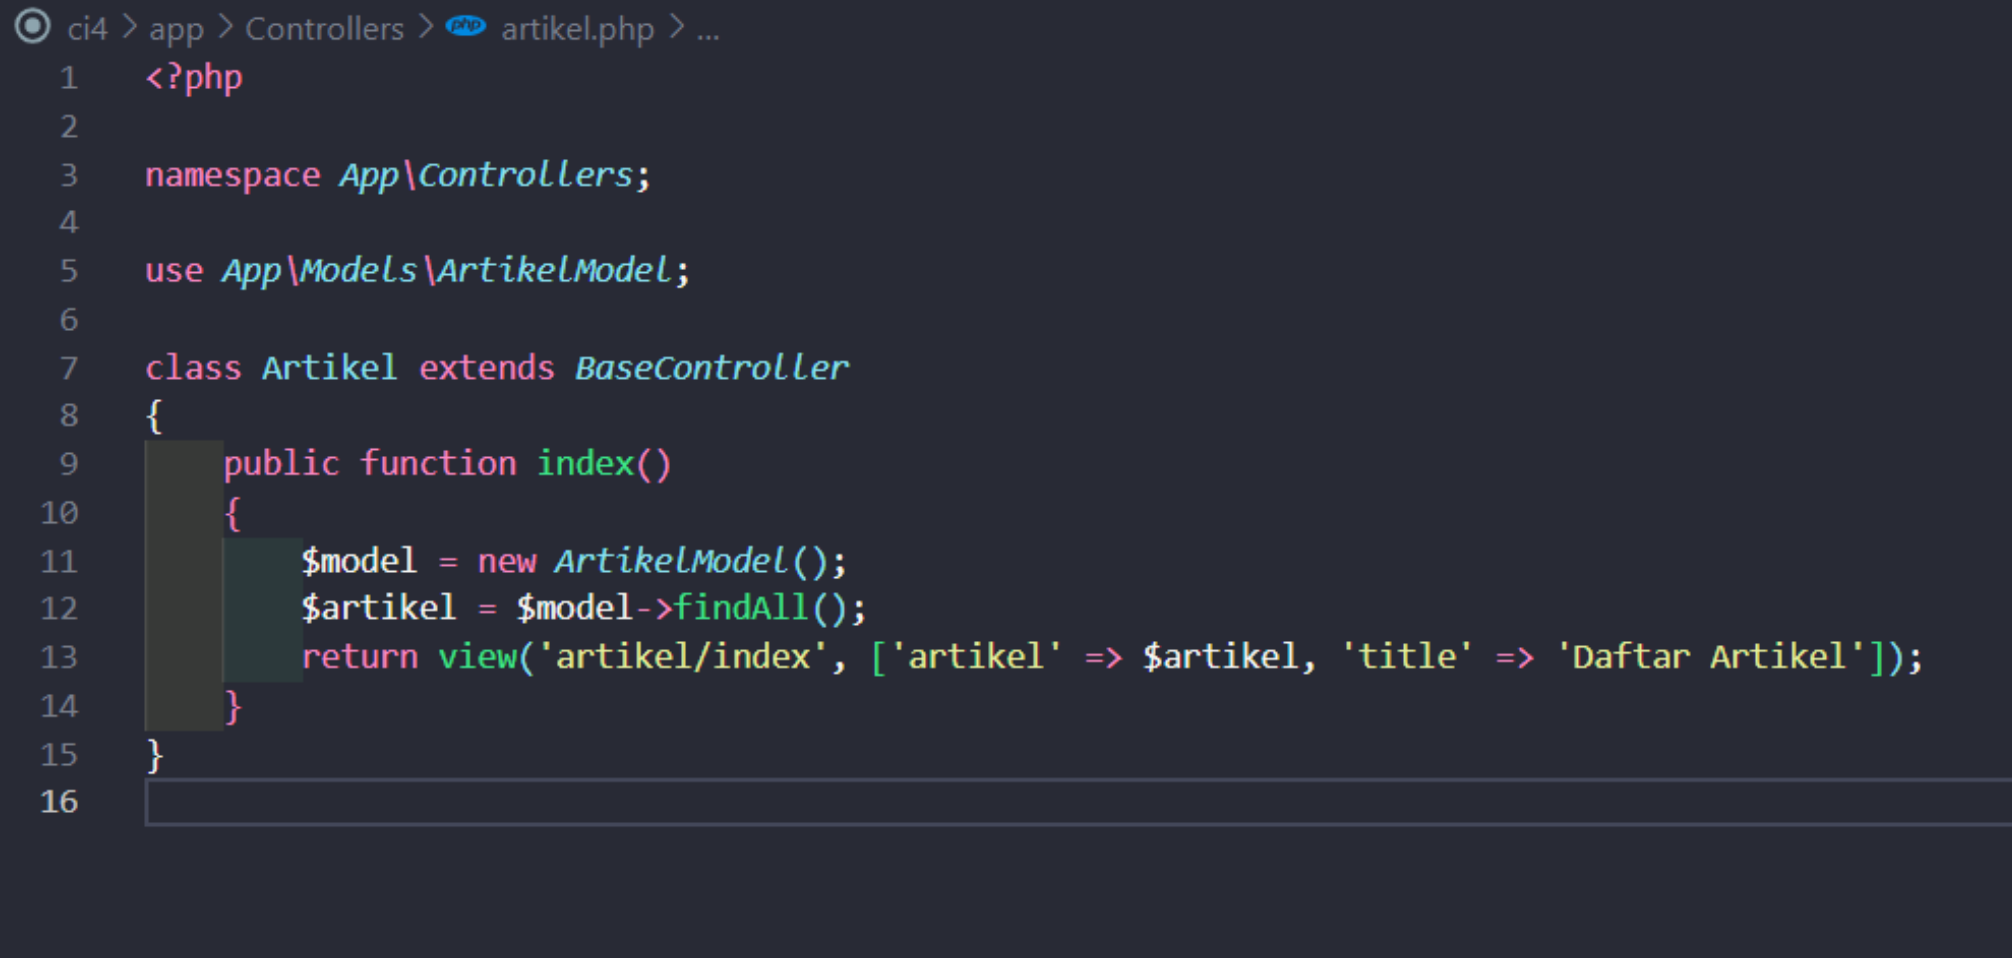 ci4 > app > Controllers > php artikel.php > ...
1 <?php
2
3 namespace App\Controllers;
4
5 use App\Models\ArtikelModel;
6
7 class Artikel extends BaseController
8 {
9     public function index()
10     {
11         $model = new ArtikelModel();
12         $artikel = $model->findAll();
13         return view('artikel/index', ['artikel' => $artikel, 'title' => 'Daftar Artikel']);
14     }
15 }
16